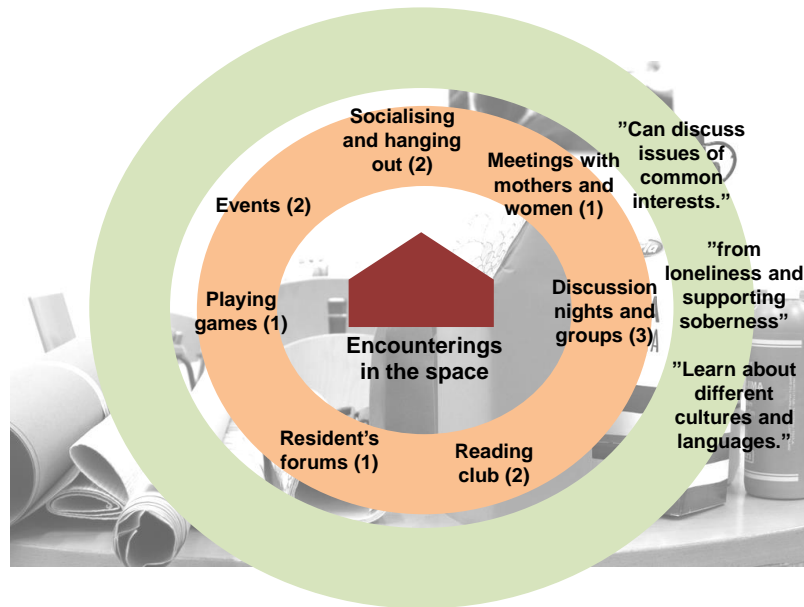 Socialising
and hanging
out (2)
Meetings with
mothers and
women (1)
Events (2)
Playing
games (1)
Discussion
nights and
groups (3)
Encounterings
in the space
Resident’s
forums (1)
Reading
club (2)
”Can discuss
issues of
common
interests.”
”from
loneliness and
supporting
soberness”
”Learn about
different
cultures and
languages.”